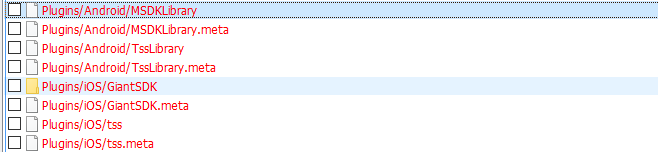 Plugins/Android/MSDKLibrary
Plugins/Android/MSDKLibrary.meta
Plugins/Android/TssLibrary
Plugins/Android/TssLibrary.meta
Plugins/iOS/GiantSDK
Plugins/iOS/GiantSDK.meta
Plugins/iOS/tss
Plugins/iOS/tss.meta